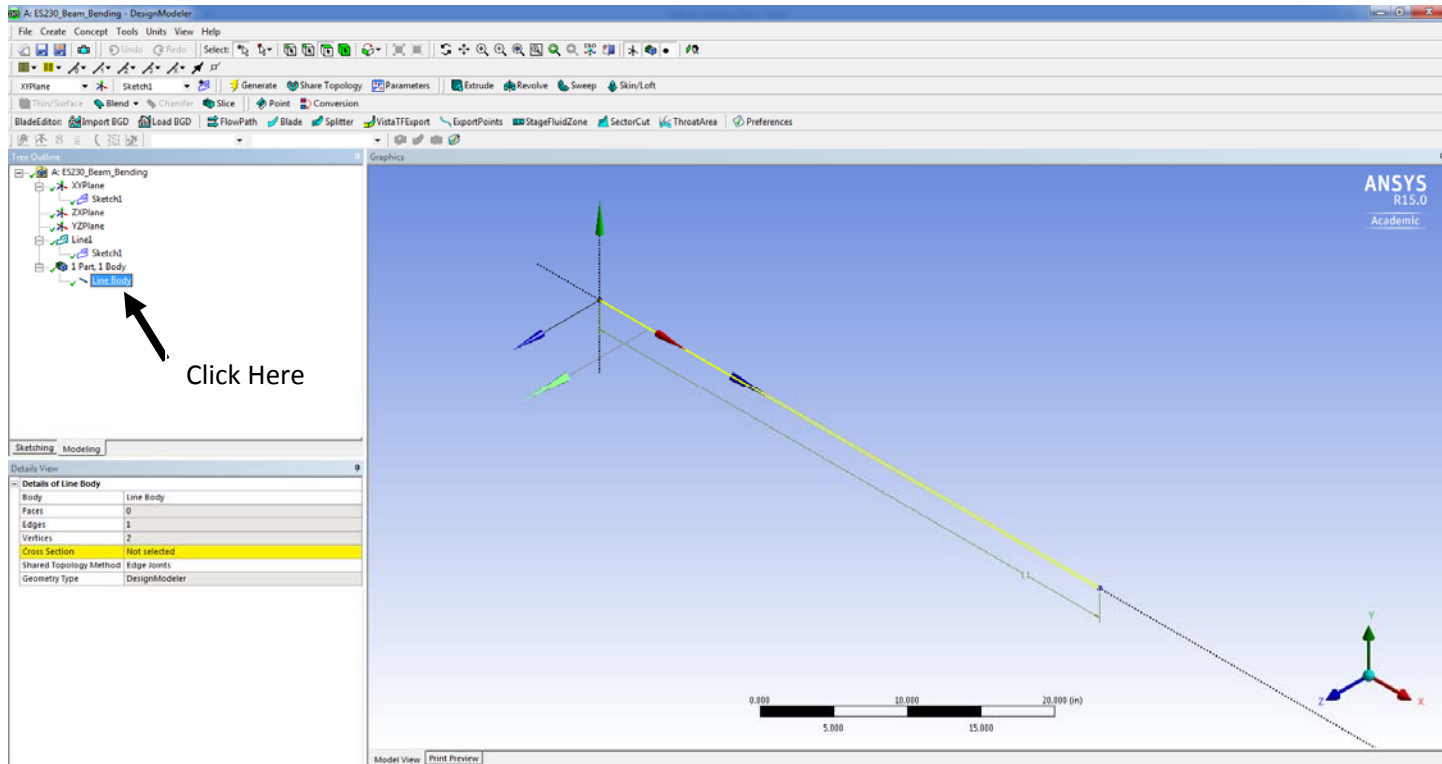 A: ES230_Beam_Bending - DesignModeler
File Create Concept Tools Units View Help
Undo Redo Select:
XYPlane Sketch1 Generate Share Topology Parameters Extrude Revolve Sweep Skin/Loft
Thin/Surface Blend Chamfer Slice Point Conversion
BladeEditor: Import BGD Load BGD FlowPath Blade Splitter VistaTFExport ExportPoints StageFluidZone SectorCut ThroatArea Preferences
Tree Outline
A: ES230_Beam_Bending
XYPlane
Sketch1
ZXPlane
YZPlane
Line1
Sketch1
1 Part, 1 Body
Line Body
Click Here
Sketching Modeling
Details View
Details of Line Body
Body Line Body
Faces 0
Edges 1
Vertices 2
Cross Section Not selected
Shared Topology Method Edge Joints
Geometry Type DesignModeler
Graphics
ANSYS
R15.0
Academic
Y
Z X
0.000 10.000 20.000 (in)
5.000 15.000
Model View Print Preview